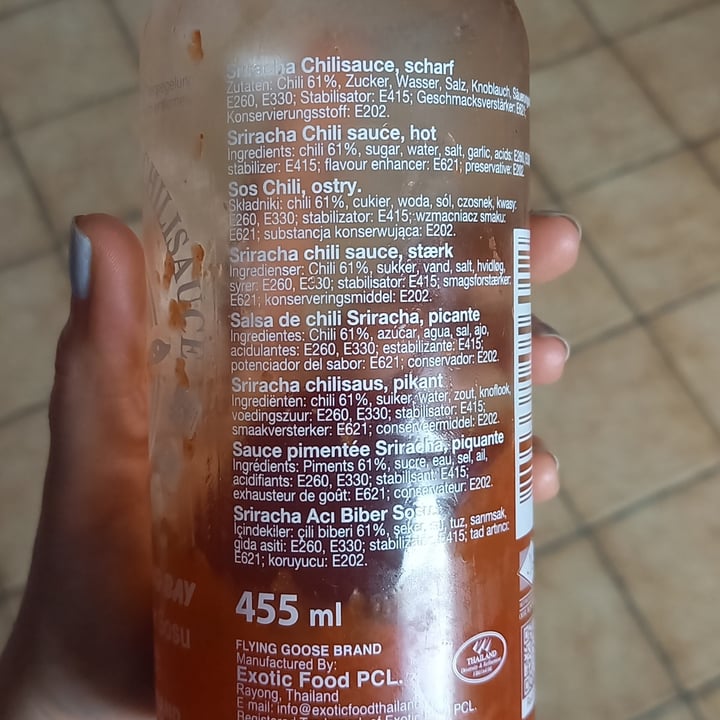 Sriracha Chilisauce, scharf
Zutaten: Chili 61%, Zucker, Wasser, Salz, Knoblauch,
E260, E330; Stabilisator: E415; Geschmacksverstärker: E621;
Konservierungsstoff: E202.
Sriracha Chili sauce, hot
Ingredients: chili 61%, sugar, water, salt, garlic, acids: E260,
stabilizer: E415; flavour enhancer: E621; preservative: E202.
Sos Chili, ostry.
Składniki: chili 61%, cukier, woda, sól, czosnek, kwasy:
E260, E330; stabilizator: E415; wzmacniacz smaku:
E621; substancja konserwująca: E202.
Sriracha chili sauce, stærk
Ingredienser: Chili 61%, sukker, vand, salt, hvidløg,
syrer: E260, E330; stabilisator: E415; smagsforstærker:
E621; konserveringsmiddel: E202.
Salsa de chili Sriracha, picante
Ingredientes: Chili 61%, azúcar, agua, sal, ajo,
acidulantes: E260, E330; estabilizante: E415;
potenciador del sabor: E621; conservador: E202.
Sriracha chilisaus, pikant
Ingrediënten: chili 61%, suiker, water, zout, knoflook,
voedingszuur: E260, E330; stabilisator: E415;
smaakversterker: E621; conserveermiddel: E202.
Sauce pimentée Sriracha, piquante
Ingrédients: Piments 61%, sucre, eau, sel, ail,
acidifiants: E260, E330; stabilisant: E415;
exhausteur de goût: E621; conservateur: E202.
Sriracha Acı Biber
İçindekiler: çili biberi 61%, tuz, sarımsak,
gıda asiti: E260, E330; E415; tad artırıcı:
E621; koruyucu: E202.
455 ml
FLYING GOOSE BRAND
Manufactured By:
Exotic Food PCL.
Rayong, Thailand
E mail: info@exoticfoodthailand PCL.
CHILISAUCE
THAILAND